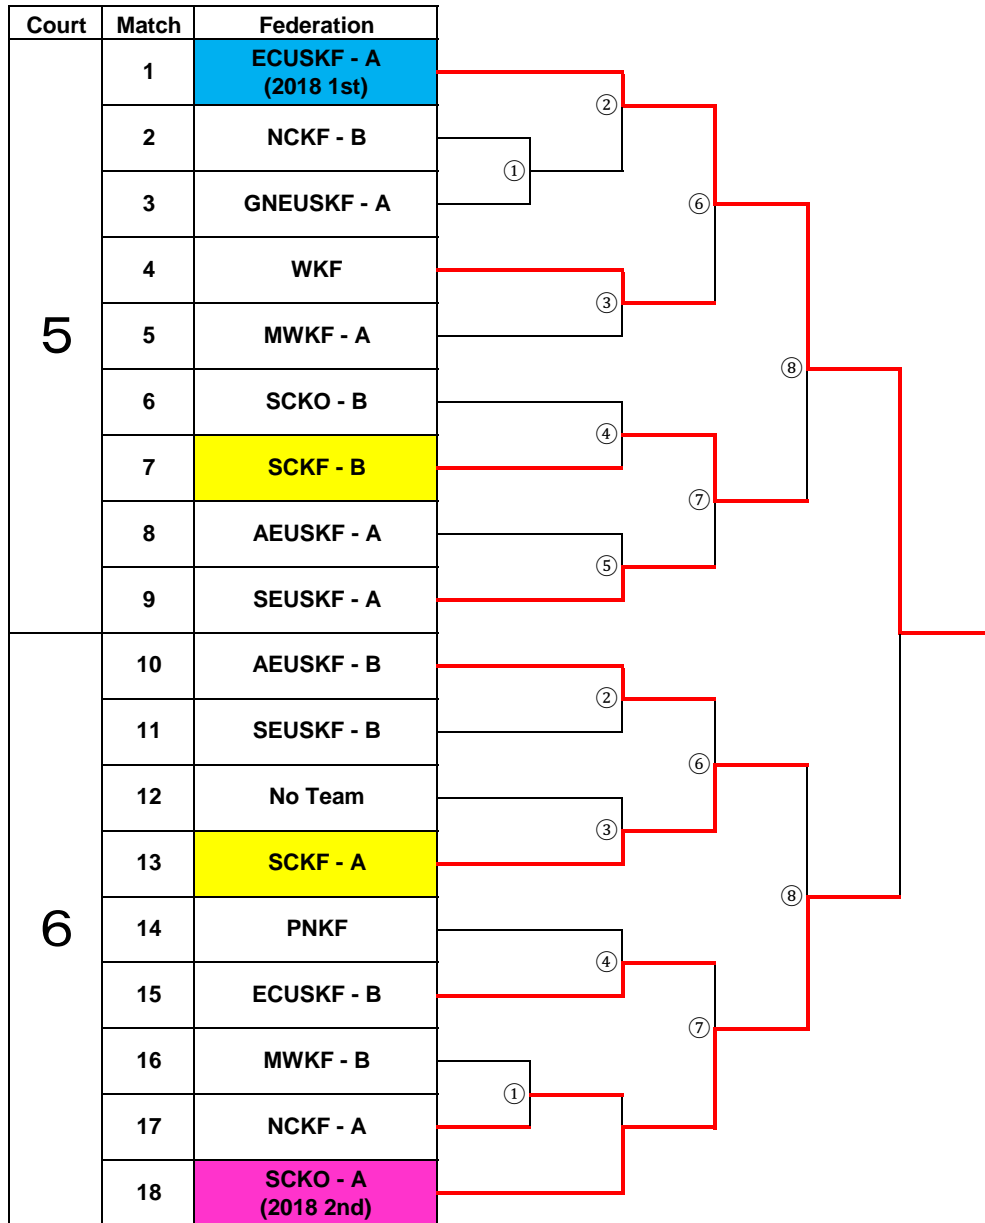 Court Match Federation
5
1 ECUSKF - A
(2018 1st)
2 NCKF - B
3 GNEUSKF - A
4 WKF
5 MWKF - A
6 SCKO - B
7 SCKF - B
8 AEUSKF - A
9 SEUSKF - A
① ② ③ ④ ⑤ ⑥ ⑦ ⑧
6
10 AEUSKF - B
11 SEUSKF - B
12 No Team
13 SCKF - A
14 PNKF
15 ECUSKF - B
16 MWKF - B
17 NCKF - A
18 SCKO - A
(2018 2nd)
② ③ ④ ① ⑥ ⑦ ⑧